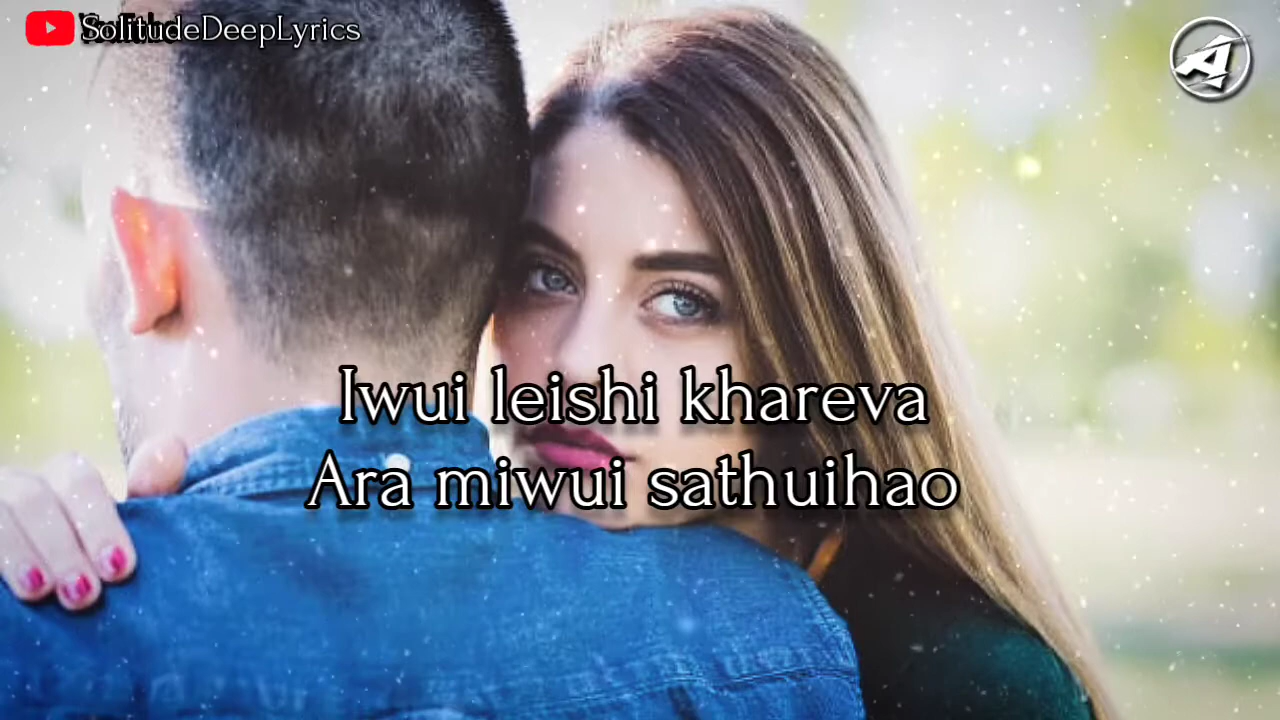 SolitudeDeepLyrics
Iwui leishi khareva
Ara miwui sathuihao